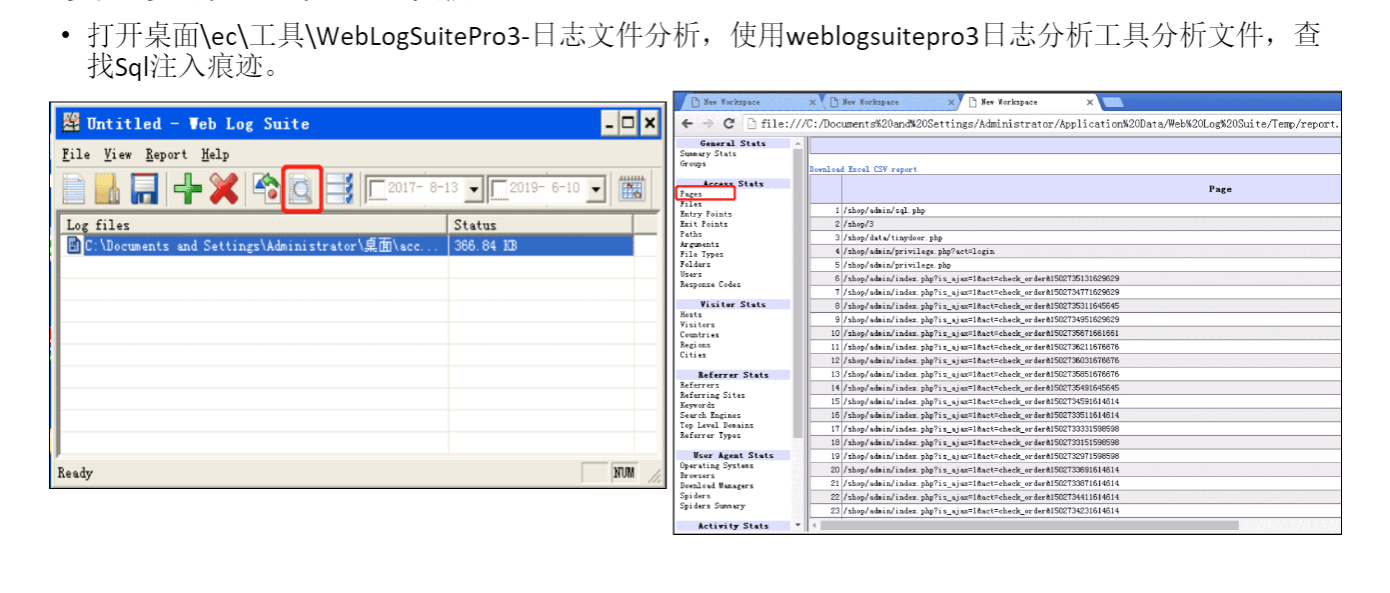 • 打开桌面\ec\工具\WebLogSuitePro3-日志文件分析，使用weblogsuitepro3日志分析工具分析文件，查
找Sql注入痕迹。
Untitled - Web Log Suite
File View Report Help
2017- 8-13 2019- 6-10
Log files Status
C:\Documents and Settings\Administrator\桌面\acc... 366.84 KB
Ready NUM
New Workspace New Workspace New Workspace
file:///C:/Documents%20and%20Settings/Administrator/Application%20Data/Web%20Log%20Suite/Temp/report.
General Stats
Summary Stats
Groups
Access Stats
Pages
Files
Entry Points
Exit Points
Paths
Arguments
File Types
Folders
Users
Response Codes
Visitor Stats
Hosts
Visitors
Countries
Regions
Cities
Referrer Stats
Referrers
Referring Sites
Keywords
Search Engines
Top Level Domains
Referrer Types
User Agent Stats
Operating Systems
Browsers
Download Managers
Spiders
Spiders Summary
Activity Stats
Download Excel CSV report
Page
1 /shop/admin/sql.php
2 /shop/3
3 /shop/data/tinydoor.php
4 /shop/admin/privilege.php?act=login
5 /shop/admin/privilege.php
6 /shop/admin/index.php?is_ajax=1&act=check_order&1502735131629629
7 /shop/admin/index.php?is_ajax=1&act=check_order&1502734771629629
8 /shop/admin/index.php?is_ajax=1&act=check_order&1502735311645645
9 /shop/admin/index.php?is_ajax=1&act=check_order&1502734951629629
10 /shop/admin/index.php?is_ajax=1&act=check_order&1502735671661661
11 /shop/admin/index.php?is_ajax=1&act=check_order&1502736211676676
12 /shop/admin/index.php?is_ajax=1&act=check_order&1502736031676676
13 /shop/admin/index.php?is_ajax=1&act=check_order&1502735851676676
14 /shop/admin/index.php?is_ajax=1&act=check_order&1502735491645645
15 /shop/admin/index.php?is_ajax=1&act=check_order&1502734591614614
16 /shop/admin/index.php?is_ajax=1&act=check_order&1502733511614614
17 /shop/admin/index.php?is_ajax=1&act=check_order&1502733331598598
18 /shop/admin/index.php?is_ajax=1&act=check_order&1502733151598598
19 /shop/admin/index.php?is_ajax=1&act=check_order&1502732971598598
20 /shop/admin/index.php?is_ajax=1&act=check_order&1502733691614614
21 /shop/admin/index.php?is_ajax=1&act=check_order&1502733871614614
22 /shop/admin/index.php?is_ajax=1&act=check_order&1502734411614614
23 /shop/admin/index.php?is_ajax=1&act=check_order&1502734231614614